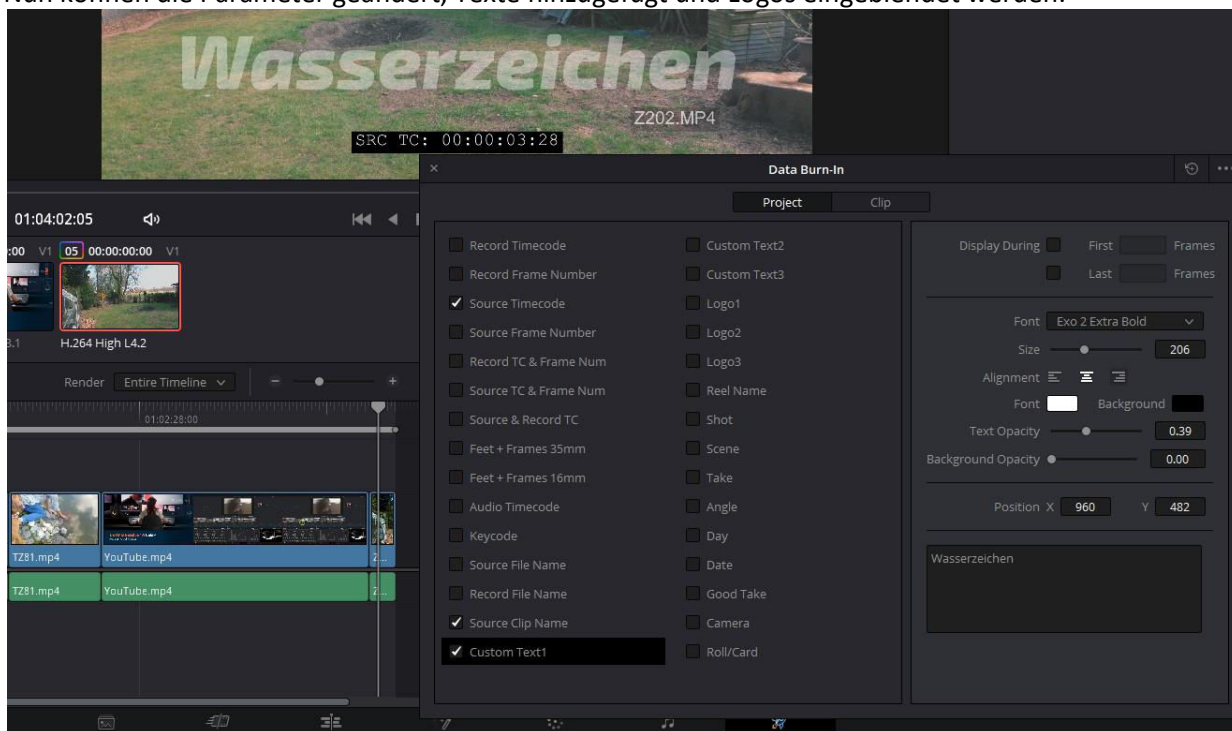 Nun können die Parameter geändert, Texte hinzugefügt und Logos eingeblendet werden.
Wasserzeichen
Z202.MP4
SRC TC: 00:00:03:28
Data Burn-In
Project Clip
01:04:02:05
:00 V1 05 00:00:00:00 V1
H.264 High L4.2
Render Entire Timeline
01:02:28:00
TZ81.mp4 YouTube.mp4 Z...
TZ81.mp4 YouTube.mp4 Z...
Record Timecode
Record Frame Number
Source Timecode
Source Frame Number
Record TC & Frame Num
Source TC & Frame Num
Source & Record TC
Feet + Frames 35mm
Feet + Frames 16mm
Audio Timecode
Keycode
Source File Name
Record File Name
Source Clip Name
Custom Text1
Custom Text2
Custom Text3
Logo1
Logo2
Logo3
Reel Name
Shot
Scene
Take
Angle
Day
Date
Good Take
Camera
Roll/Card
Display During First Frames
Last Frames
Font Exo 2 Extra Bold
Size 206
Alignment
Font Background
Text Opacity 0.39
Background Opacity 0.00
Position X 960 Y 482
Wasserzeichen